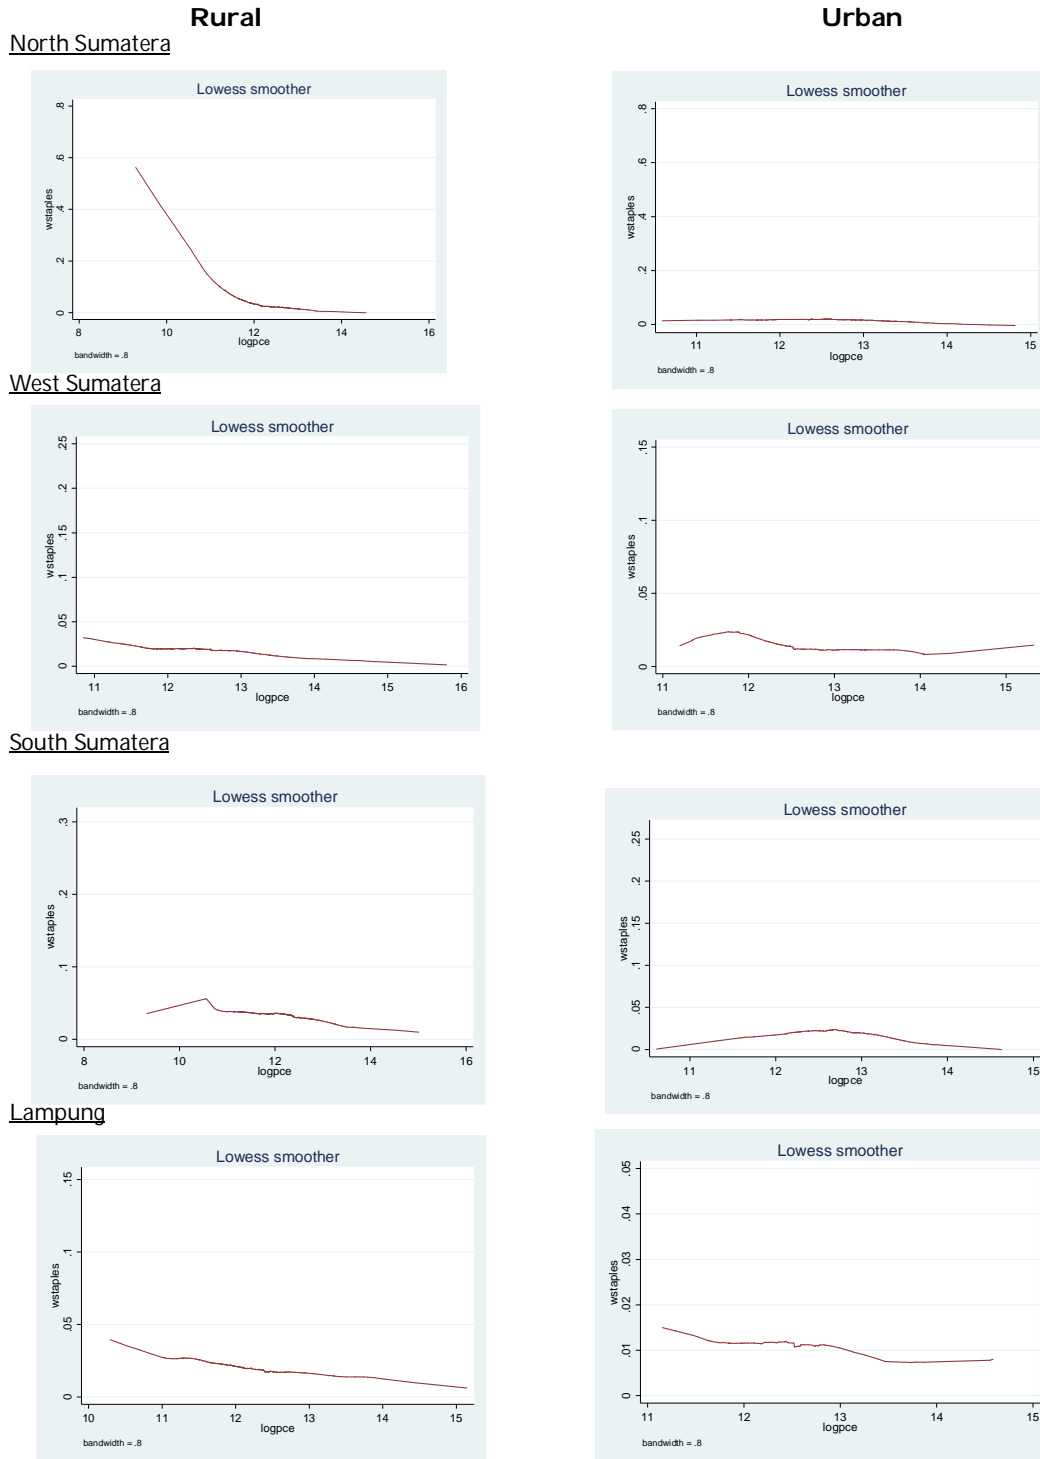 Rural Urban
North Sumatera
Lowess smoother
wstaples
.8
.6
.4
.2
0
8 10 12 14 16
logpce
bandwidth = .8
Lowess smoother
wstaples
.8
.6
.4
.2
0
11 12 13 14 15
logpce
bandwidth = .8
West Sumatera
Lowess smoother
wstaples
.25
.2
.15
.1
.05
0
11 12 13 14 15 16
logpce
bandwidth = .8
Lowess smoother
wstaples
.15
.1
.05
0
11 12 13 14 15
logpce
bandwidth = .8
South Sumatera
Lowess smoother
wstaples
.3
.2
.1
0
8 10 12 14 16
logpce
bandwidth = .8
Lowess smoother
wstaples
.25
.2
.15
.1
.05
0
11 12 13 14 15
logpce
bandwidth = .8
Lampung
Lowess smoother
wstaples
.15
.1
.05
0
10 11 12 13 14 15
logpce
bandwidth = .8
Lowess smoother
wstaples
.05
.04
.03
.02
.01
0
11 12 13 14 15
logpce
bandwidth = .8